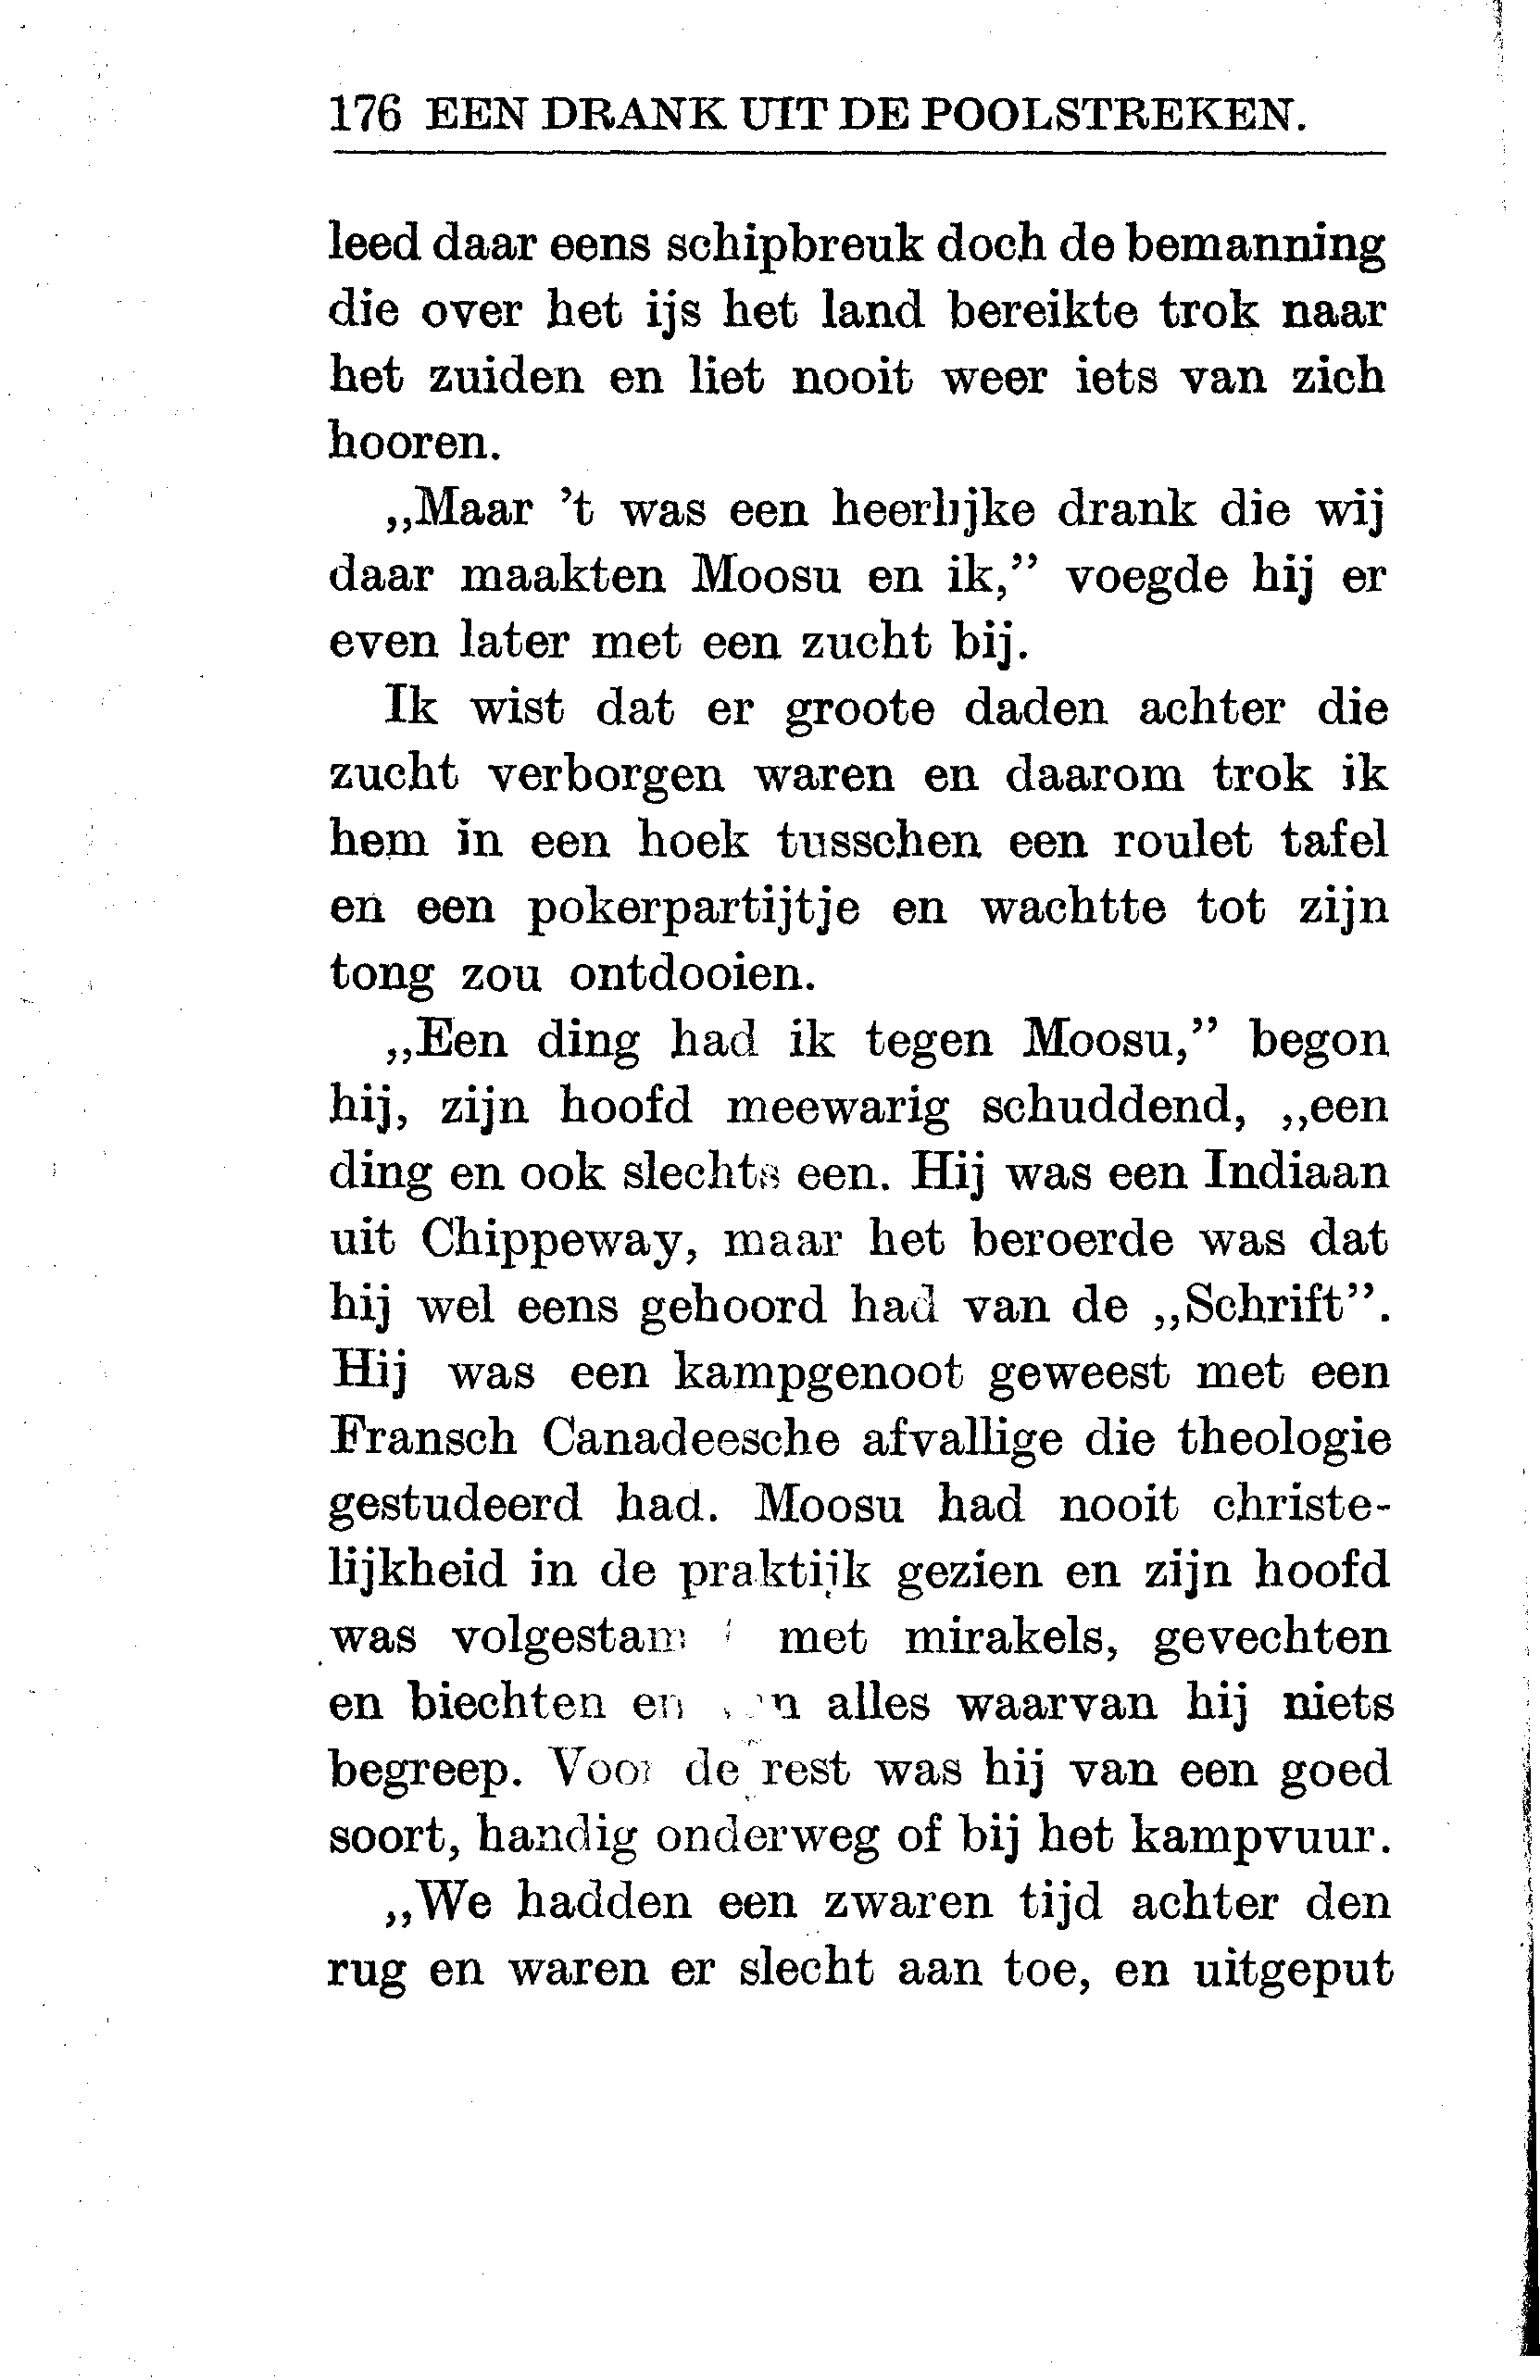 176 EEN DRANK UIT DE POOLSTREKEN.
leed daar eens schipbreuk doch de bemanning
die over het ijs het land bereikte trok naar
het zuiden en liet nooit weer iets van zich
hooren.
„Maar ’t was een heerlijke drank die wij
daar maakten Moosu en ik,” voegde hij er
even later met een zucht bij.
Ik wist dat er groote daden achter die
zucht verborgen waren en daarom trok ik
hem in een hoek tusschen een roulet tafel
en een pokerpartijtje en wachtte tot zijn
tong zou ontdooien.
„Een ding had ik tegen Moosu,” begon
hij, zijn hoofd meewarig schuddend, „een
ding en ook slechts een. Hij was een Indiaan
uit Chippeway, maar het beroerde was dat
hij wel eens gehoord had van de „Schrift”.
Hij was een kampgenoot geweest met een
Fransch Canadeesche afvallige die theologie
gestudeerd had. Moosu had nooit christe-
lijkheid in de praktijk gezien en zijn hoofd
was met mirakels, gevechten
en biechten en alles waarvan hij niets
begreep. Voor de rest was hij van een goed
soort, handig onderweg of bij het kampvuur.
„We hadden een zwaren tijd achter den
rug en waren er slecht aan toe, en uitgeput